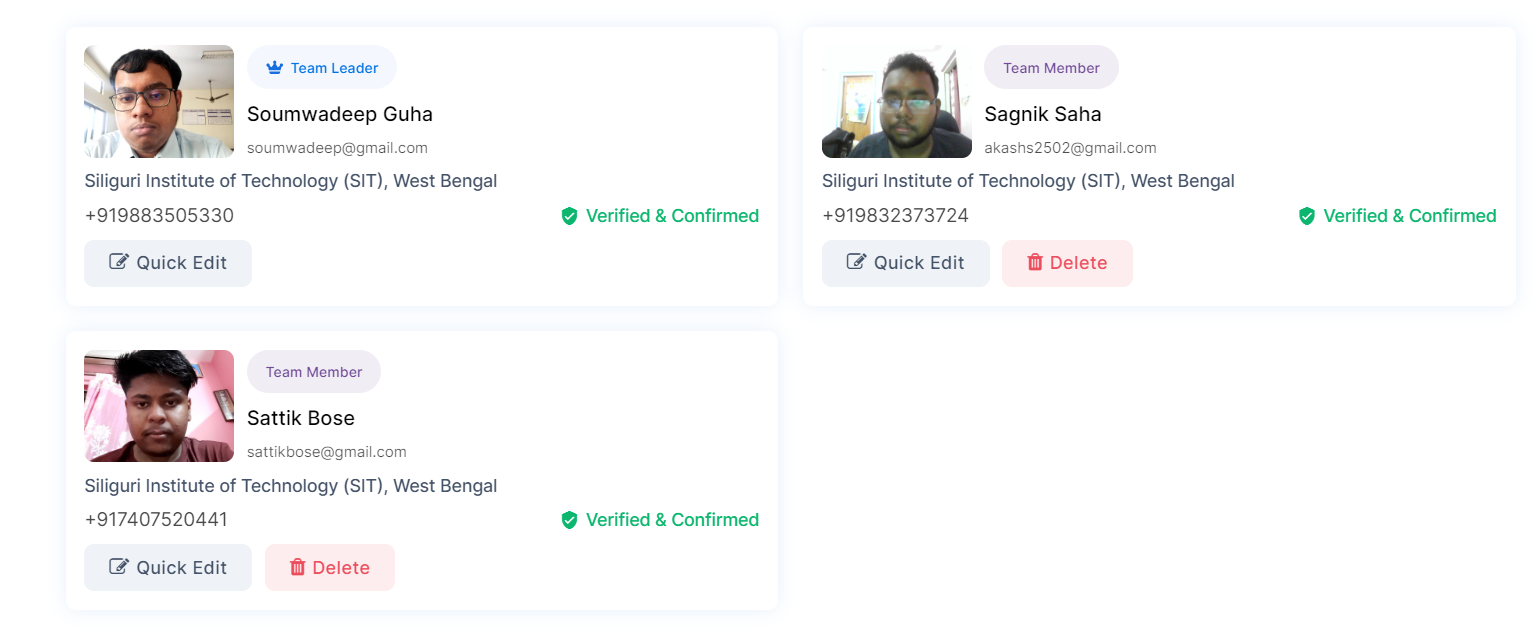 Team Leader
Soumwadeep Guha
soumwadeep@gmail.com
Siliguri Institute of Technology (SIT), West Bengal
+919883505330
Verified & Confirmed
Quick Edit
Team Member
Sagnik Saha
akashs2502@gmail.com
Siliguri Institute of Technology (SIT), West Bengal
+919832373724
Verified & Confirmed
Quick Edit
Delete
Team Member
Sattik Bose
sattikbose@gmail.com
Siliguri Institute of Technology (SIT), West Bengal
+917407520441
Verified & Confirmed
Quick Edit
Delete